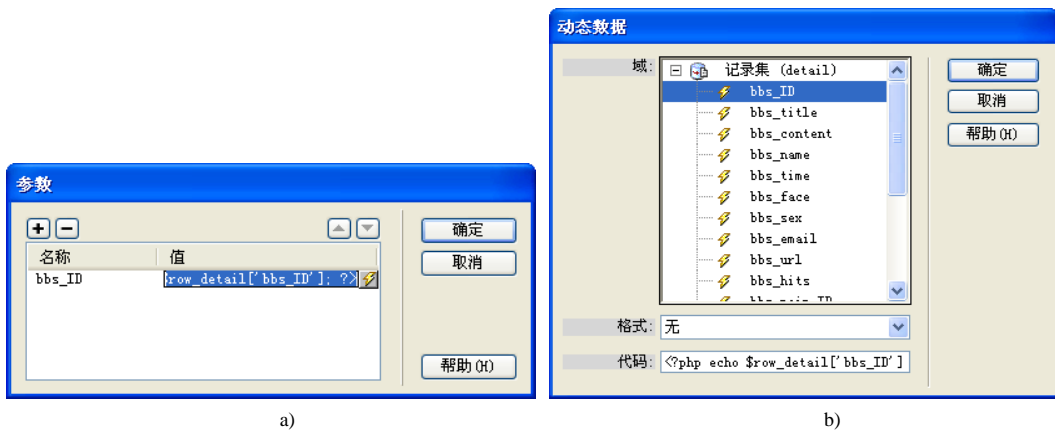 动态数据
域:
记录集 (detail)
bbs_ID
bbs_title
bbs_content
bbs_name
bbs_time
bbs_face
bbs_sex
bbs_email
bbs_url
bbs_hits
确定
取消
帮助(H)
格式: 无
代码: <?php echo $row_detail['bbs_ID']
参数
名称 值
bbs_ID row_detail['bbs_ID']; ?>
确定
取消
帮助(H)
a) b)